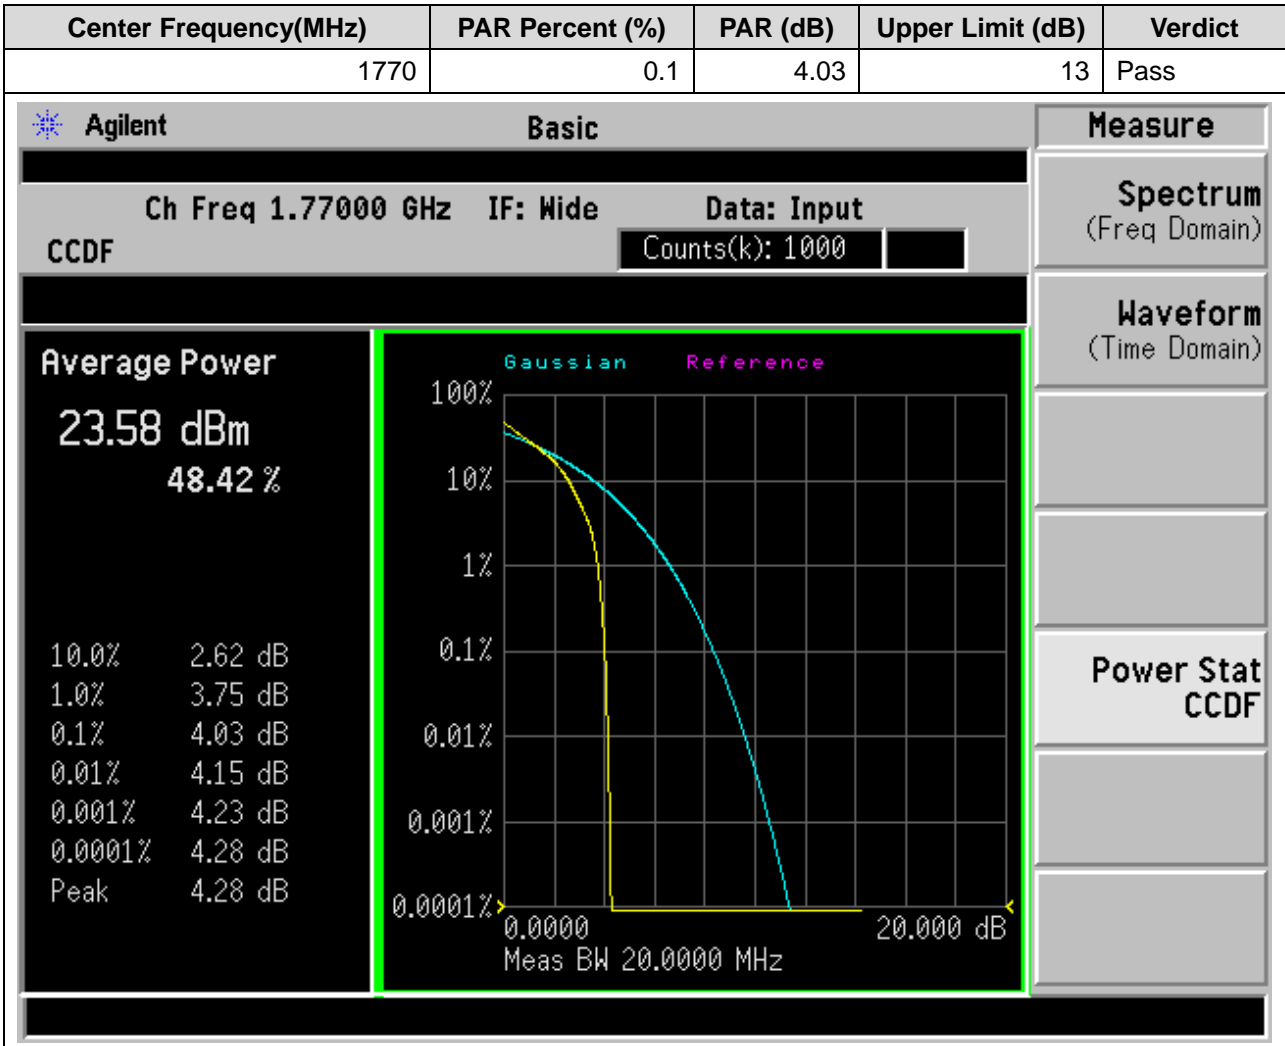 Center Frequency(MHz) PAR Percent (%) PAR (dB) Upper Limit (dB) Verdict
1770 0.1 4.03 13 Pass
Agilent Basic Measure
Ch Freq 1.77000 GHz IF: Wide Data: Input
CCDF Counts(k): 1000
Spectrum
(Freq Domain)
Waveform
(Time Domain)
Power Stat
CCDF
Average Power
23.58 dBm
48.42 %
10.0% 2.62 dB
1.0% 3.75 dB
0.1% 4.03 dB
0.01% 4.15 dB
0.001% 4.23 dB
0.0001% 4.28 dB
Peak 4.28 dB
Gaussian Reference
100%
10%
1%
0.1%
0.01%
0.001%
0.0001%
0.0000 20.000 dB
Meas BW 20.0000 MHz